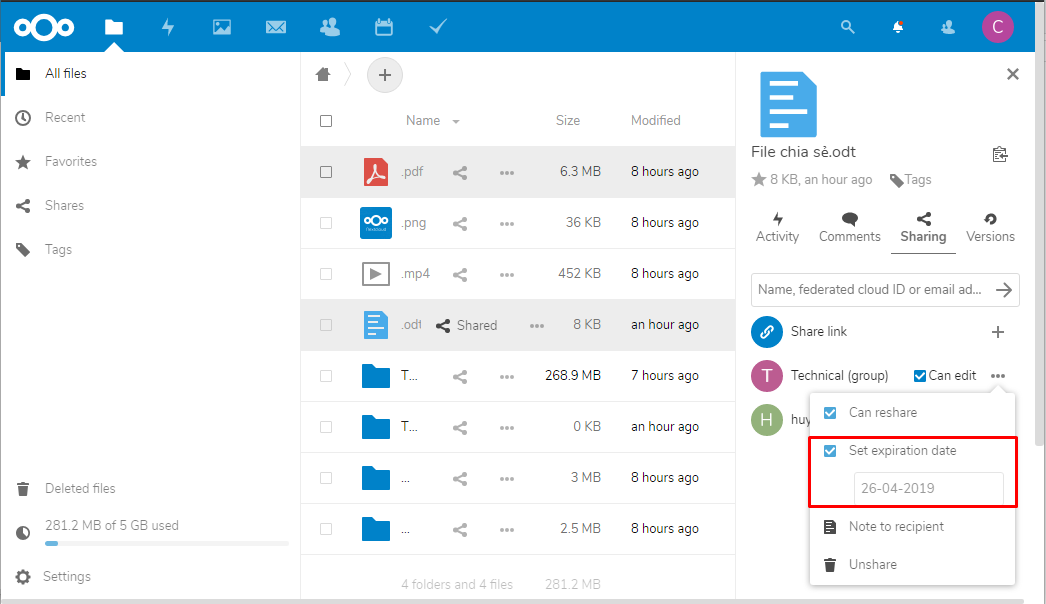 C
All files
Recent
Favorites
Shares
Tags
Deleted files
281.2 MB of 5 GB used
Settings
Name
Size
Modified
.pdf
6.3 MB
8 hours ago
.png
36 KB
8 hours ago
.mp4
452 KB
8 hours ago
.odt
Shared
8 KB
an hour ago
T...
268.9 MB
7 hours ago
T...
0 KB
an hour ago
...
3 MB
8 hours ago
...
2.5 MB
8 hours ago
4 folders and 4 files
281.2 MB
File chia sẻ.odt
8 KB, an hour ago
Tags
Activity
Comments
Sharing
Versions
Name, federated cloud ID or email ad...
Share link
T
Technical (group)
Can edit
H
huy
Can reshare
Set expiration date
26-04-2019
Note to recipient
Unshare